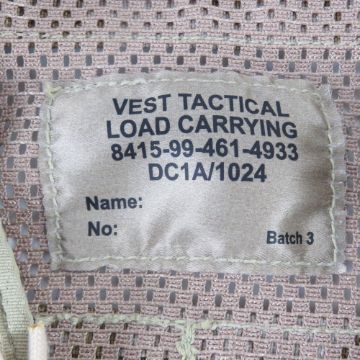 VEST TACTICAL
LOAD CARRYING
8415-99-461-4933
DC1A/1024
Name:
No:
Batch 3